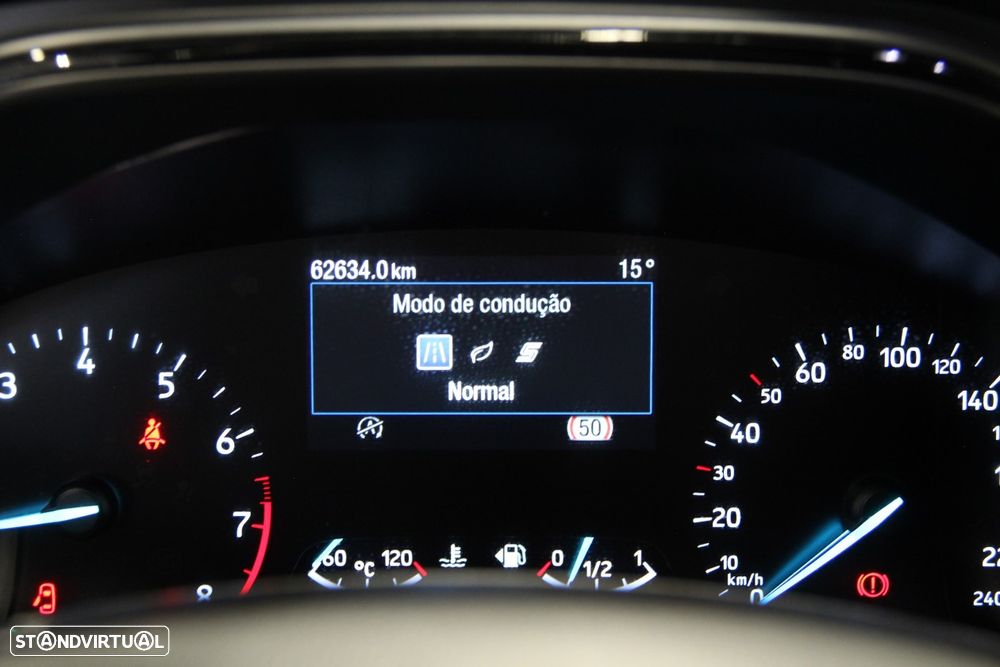 62634.0 km 15°
Modo de condução
S
Normal
50
3 4 5 6 7 8
60 °C 120
0 1/2 1
0 10 20 30 40 50 60 80 100 120 140
km/h
240
STANDVIRTUAL